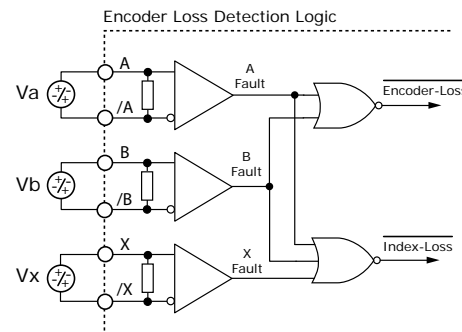 Encoder Loss Detection Logic
A
Fault
Va
A
/A
Encoder-Loss
B
Fault
Vb
B
/B
X
Fault
Vx
X
/X
Index-Loss